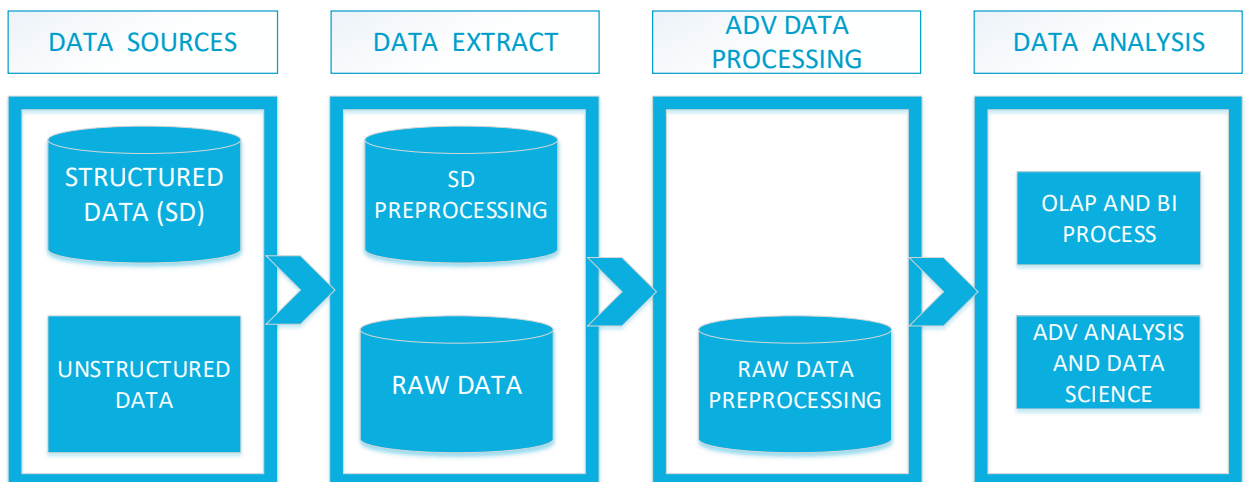 DATA SOURCES
DATA EXTRACT
ADV DATA
PROCESSING
DATA ANALYSIS
STRUCTURED
DATA (SD)
UNSTRUCTURED
DATA
SD
PREPROCESSING
RAW DATA
RAW DATA
PREPROCESSING
OLAP AND BI
PROCESS
ADV ANALYSIS
AND DATA
SCIENCE